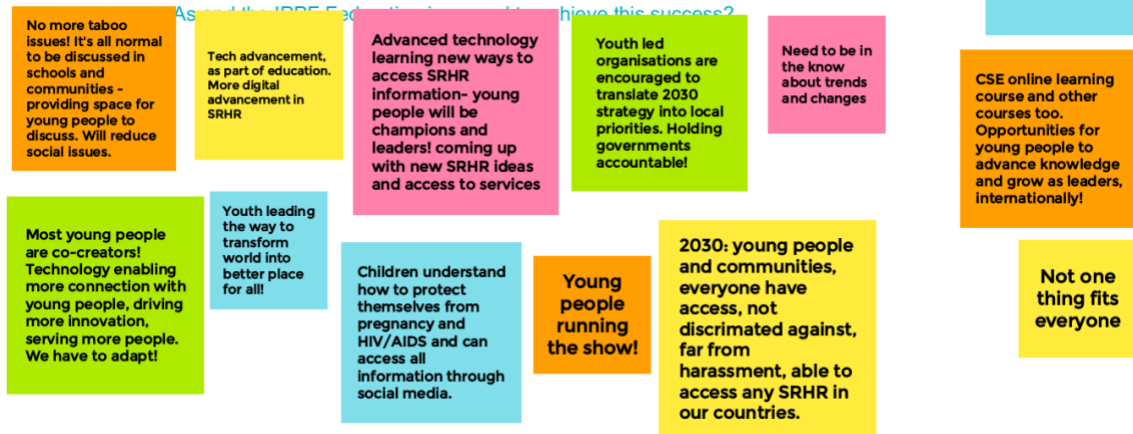 As
chieve this success?
No more taboo
issues! It's all normal
to be discussed in
schools and
communities -
providing space for
young people to
discuss. Will reduce
social issues.
Tech advancement,
as part of education.
More digital
advancement in
SRHR
Advanced technology
learning new ways to
access SRHR
information- young
people will be
champions and
leaders! coming up
with new SRHR ideas
and access to services
Youth led
organisations are
encouraged to
translate 2030
strategy into local
priorities. Holding
governments
accountable!
Need to be in
the know
about trends
and changes
CSE online learning
course and other
courses too.
Opportunities for
young people to
advance knowledge
and grow as leaders,
internationally!
Most young people
are co-creators!
Technology enabling
more connection with
young people, driving
more innovation,
serving more people.
We have to adapt!
Youth leading
the way to
transform
world into
better place
for all!
Children understand
how to protect
themselves from
pregnancy and
HIV/AIDS and can
access all
information through
social media.
Young
people
running
the show!
2030: young people
and communities,
everyone have
access, not
discrimated against,
far from
harassment, able to
access any SRHR in
our countries.
Not one
thing fits
everyone